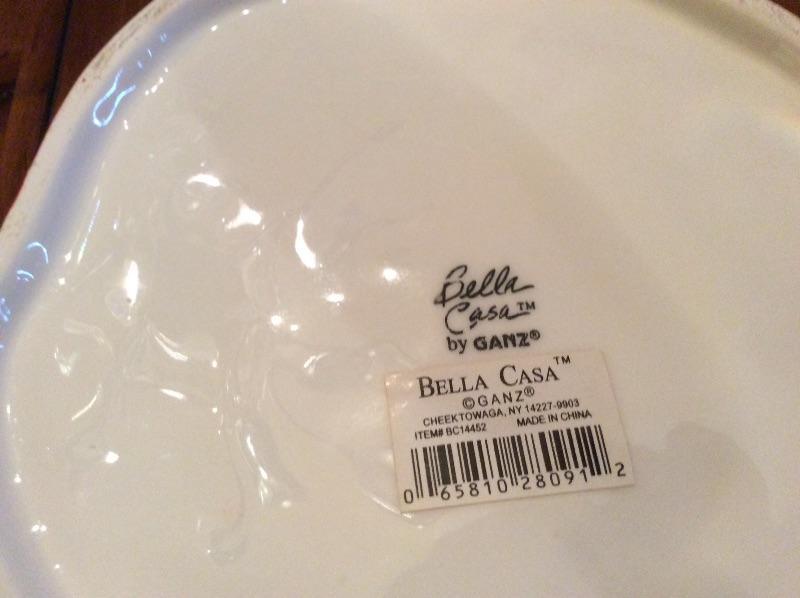 Bella
Casa™
by GANZ®
BELLA CASA™
©GANZ®
CHEEKTOWAGA, NY 14227-9903
ITEM# BC14452 MADE IN CHINA
0 65810 28091 2